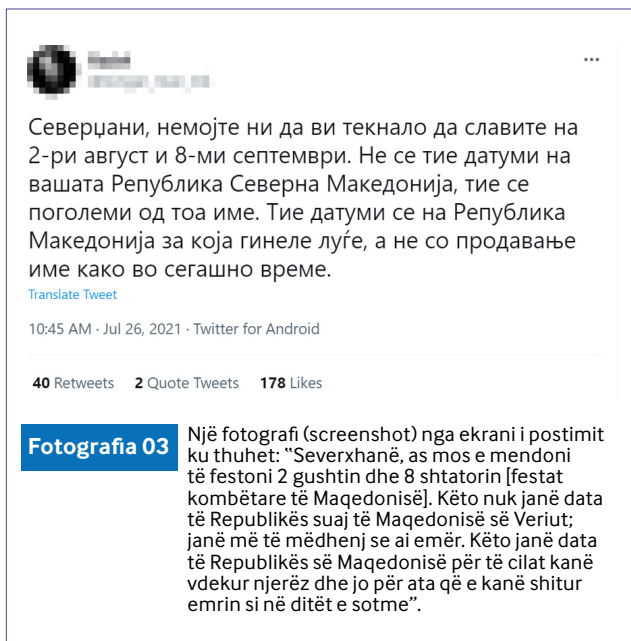 Северџани, немојте ни да ви текнало да славите на
2-ри август и 8-ми септември. Не се тие датуми на
вашата Република Северна Македонија, тие се
поголеми од тоа име. Тие датуми се на Република
Македонија за која гинеле луѓе, а не со продавање
име како во сегашно време.
Translate Tweet
10:45 AM · Jul 26, 2021 · Twitter for Android
40 Retweets 2 Quote Tweets 178 Likes
Fotografia 03
Një fotografi (screenshot) nga ekrani i postimit
ku thuhet: “Severxhanë, as mos e mendoni
të festoni 2 gushtin dhe 8 shtatorin [festat
kombëtare të Maqedonisë]. Këto nuk janë data
të Republikës suaj të Maqedonisë së Veriut;
janë më të mëdhenj se ai emër. Këto janë data
të Republikës së Maqedonisë për të cilat kanë
vdekur njerëz dhe jo për ata që e kanë shitur
emrin si në ditët e sotme”.